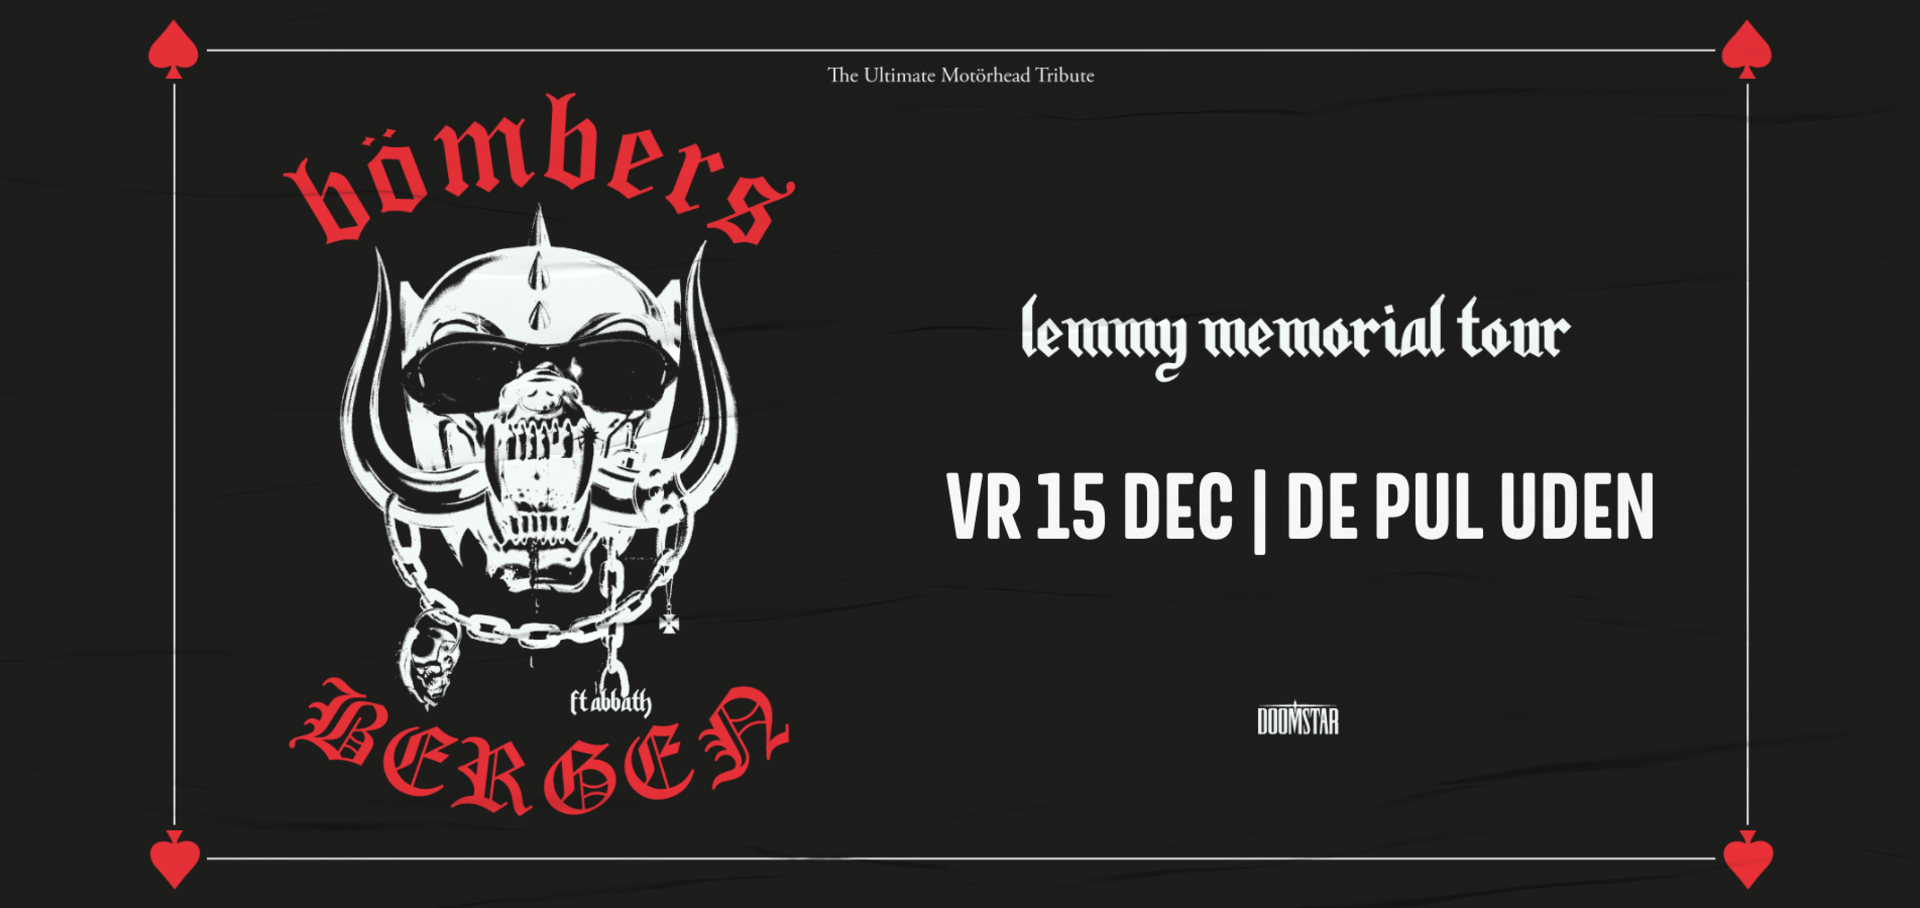 The Ultimate Motörhead Tribute
bömbers
ft abbath
BERGEN
lemmy memorial tour
VR 15 DEC | DE PUL UDEN
DOOMSTAR